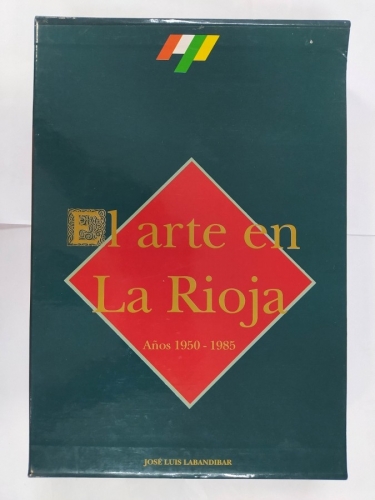 El arte en
La Rioja
Años 1950 - 1985
JOSÉ LUIS LABANDIBAR